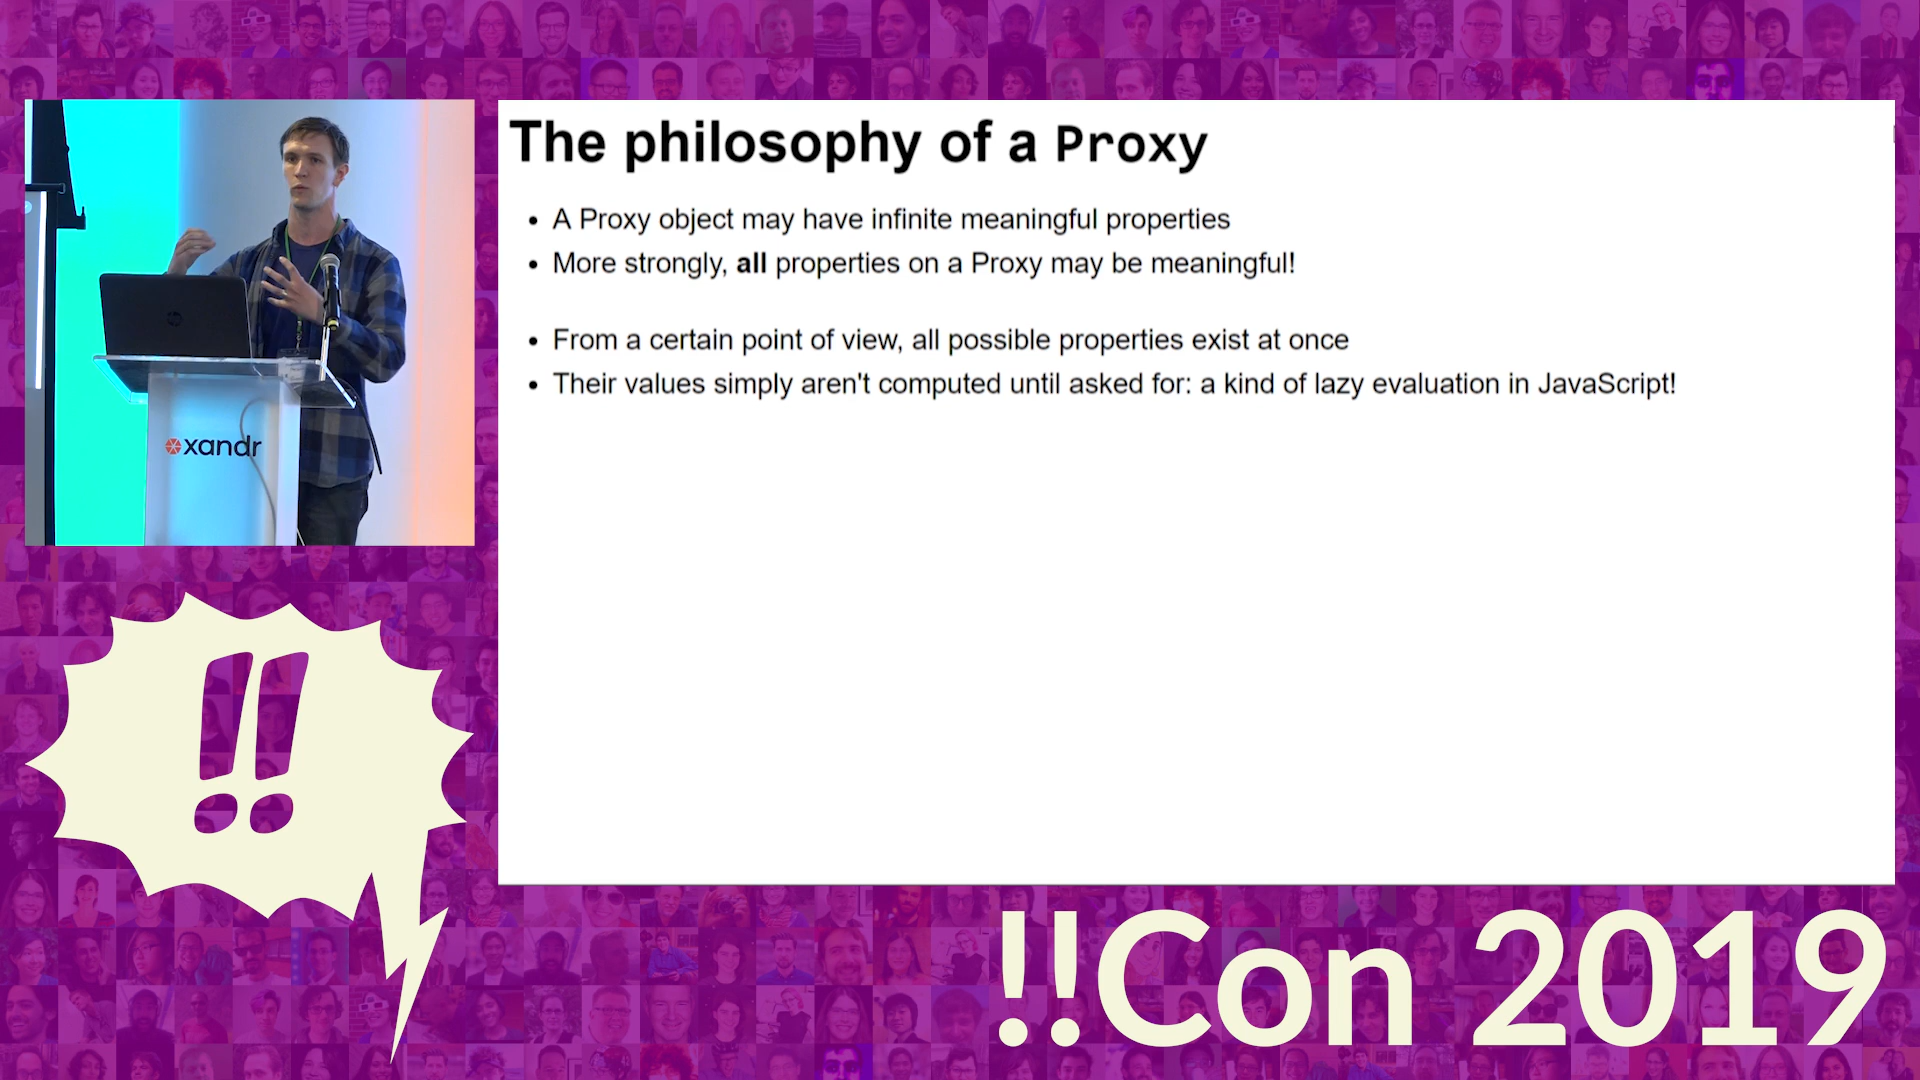 The philosophy of a Proxy
• A Proxy object may have infinite meaningful properties
• More strongly, all properties on a Proxy may be meaningful!
• From a certain point of view, all possible properties exist at once
• Their values simply aren't computed until asked for: a kind of lazy evaluation in JavaScript!
xandr
!!
!!Con 2019